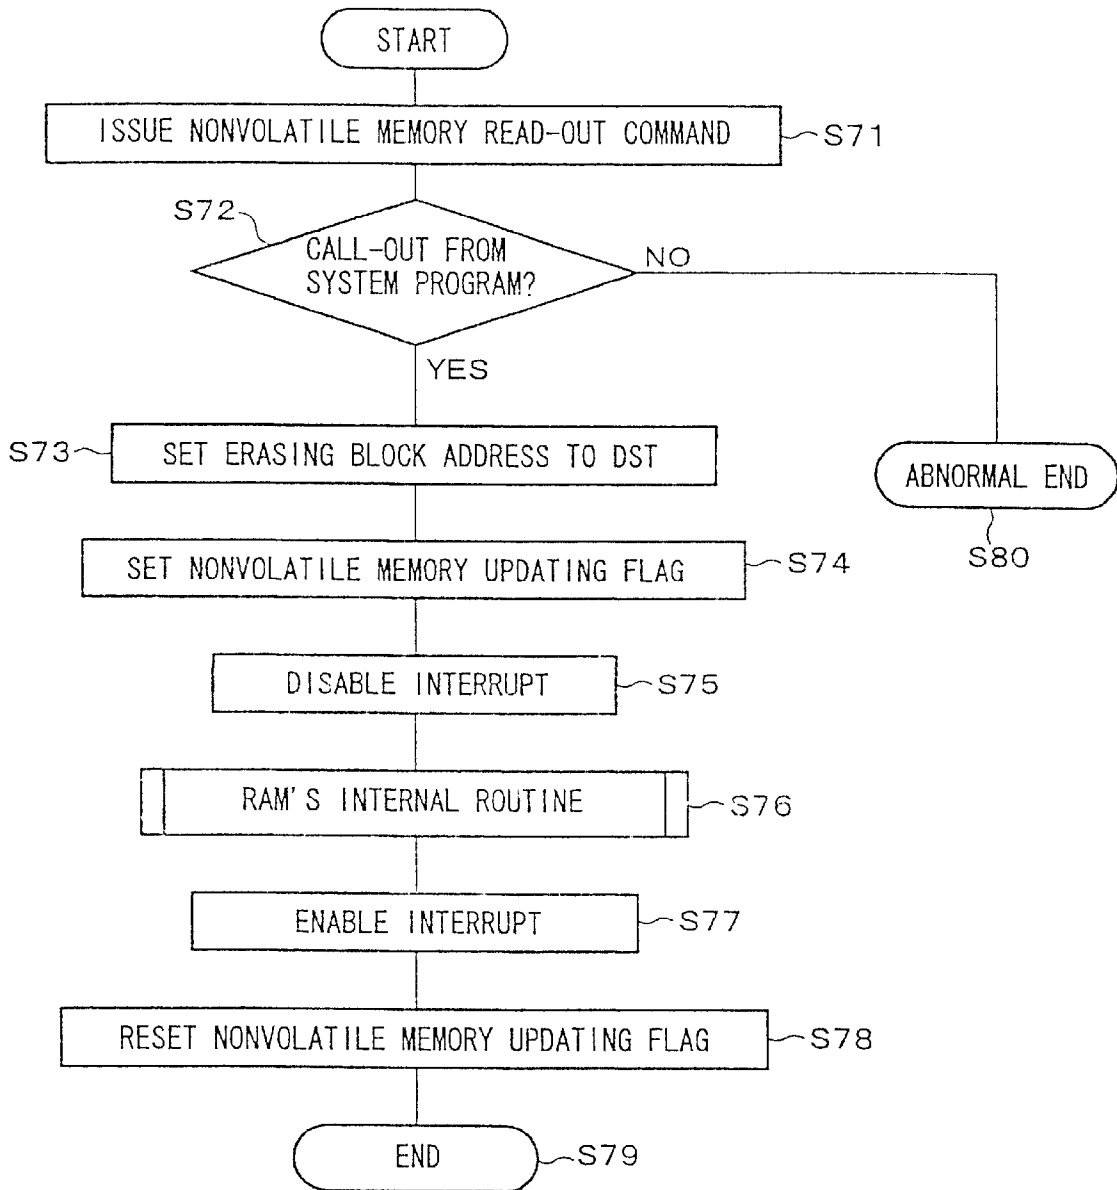 START
ISSUE NONVOLATILE MEMORY READ-OUT COMMAND
S71
S72
CALL-OUT FROM
SYSTEM PROGRAM?
NO
YES
S73
SET ERASING BLOCK ADDRESS TO DST
ABNORMAL END
S80
SET NONVOLATILE MEMORY UPDATING FLAG
S74
DISABLE INTERRUPT
S75
RAM'S INTERNAL ROUTINE
S76
ENABLE INTERRUPT
S77
RESET NONVOLATILE MEMORY UPDATING FLAG
S78
END
S79